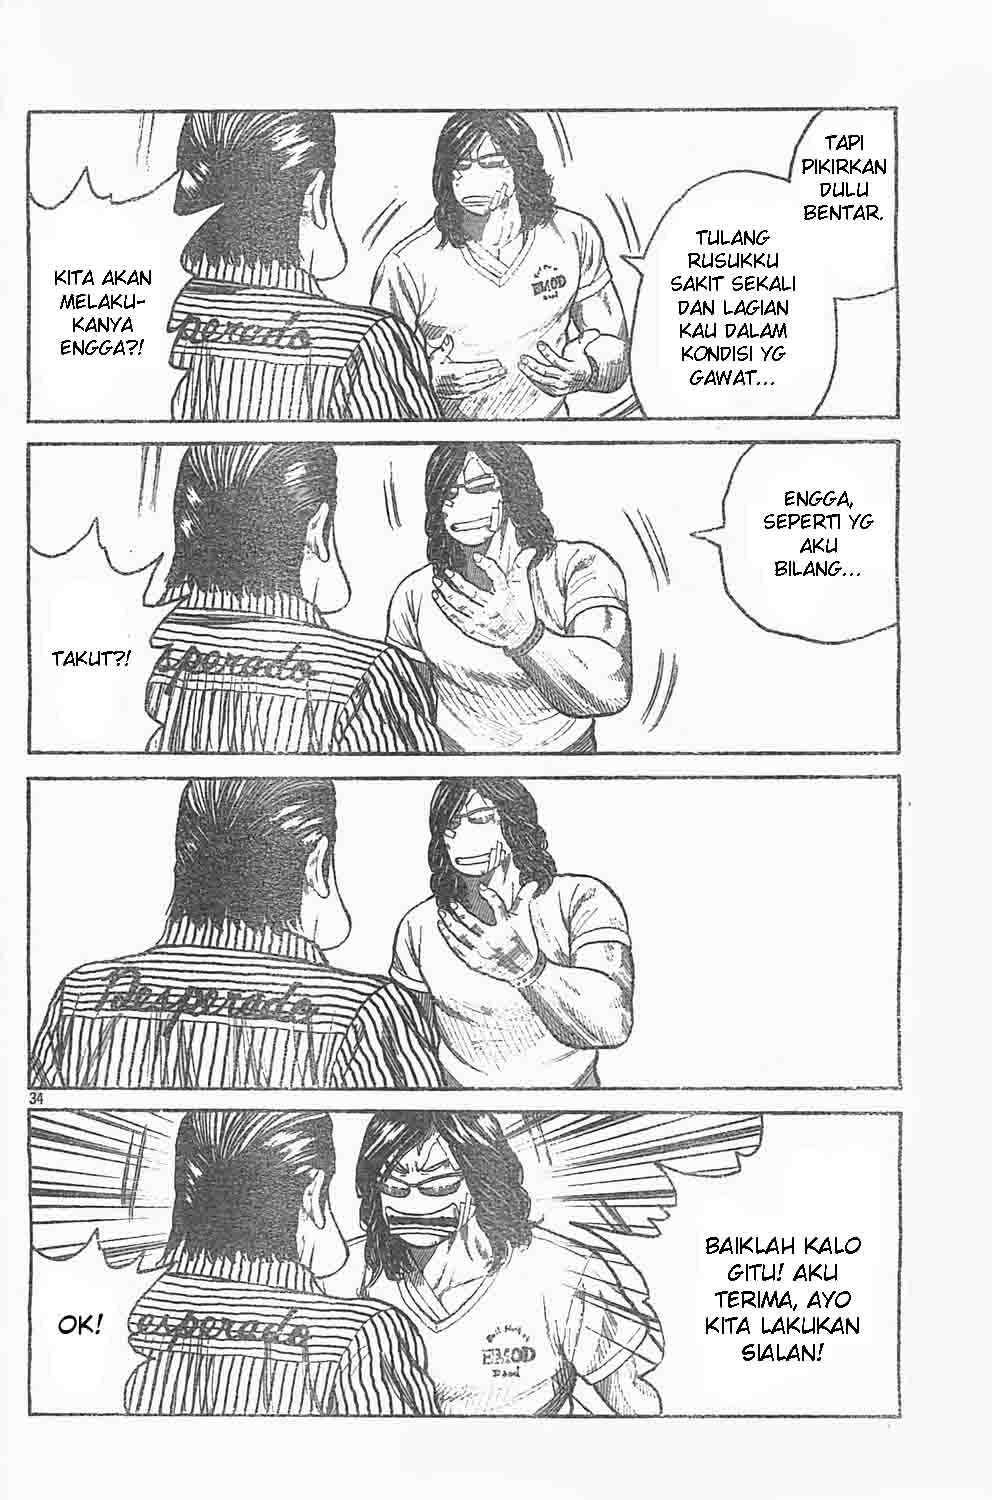 TAPI
PIKIRKAN
DULU
BENTAR.
TULANG
RUSUKKU
SAKIT SEKALI
DAN LAGIAN
KAU DALAM
KONDISI YG
GAWAT...
KITA AKAN
MELAKU-
KANYA
ENGGA?!
perado
EMOD
ENGGA,
SEPERTI YG
AKU
BILANG...
TAKUT?!
sperado
Desperado
34
BAIKLAH KALO
GITU! AKU
TERIMA, AYO
KITA LAKUKAN
SIALAN!
OK!
esperado
EMOD